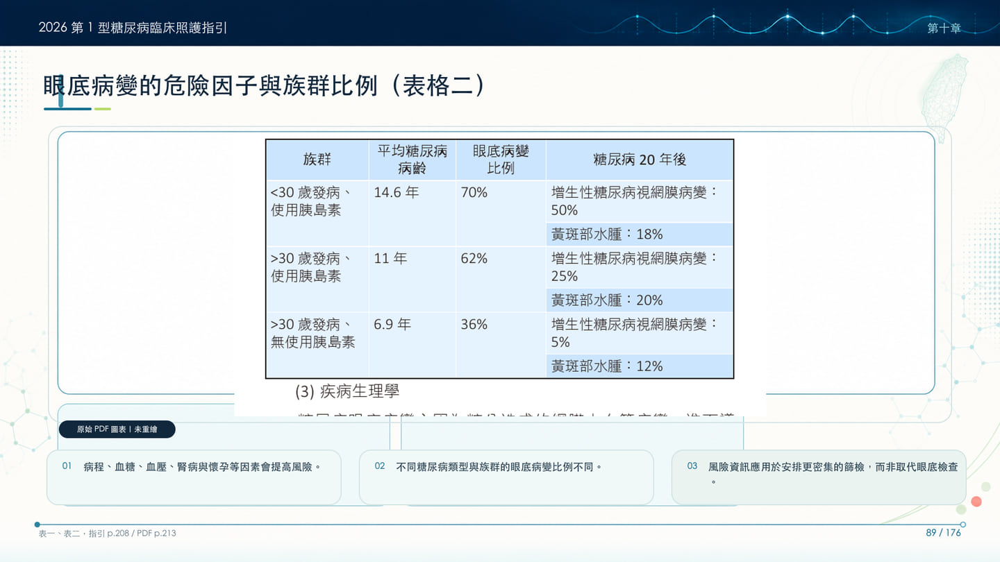 2026 第 1 型糖尿病臨床照護指引
第十章
眼底病變的危險因子與族群比例（表格二）
族群
平均糖尿病
病齡
眼底病變
比例
糖尿病 20 年後
<30 歲發病、
使用胰島素
14.6 年
70%
增生性糖尿病視網膜病變：
50%
黃斑部水腫：18%
>30 歲發病、
使用胰島素
11 年
62%
增生性糖尿病視網膜病變：
25%
黃斑部水腫：20%
>30 歲發病、
無使用胰島素
6.9 年
36%
增生性糖尿病視網膜病變：
5%
黃斑部水腫：12%
(3) 疾病生理學
原始 PDF 圖表｜未重繪
01 病程、血糖、血壓、腎病與懷孕等因素會提高風險。
02 不同糖尿病類型與族群的眼底病變比例不同。
03 風險資訊應用於安排更密集的篩檢，而非取代眼底檢查
。
表一、表二，指引 p.208 / PDF p.213
89 / 176